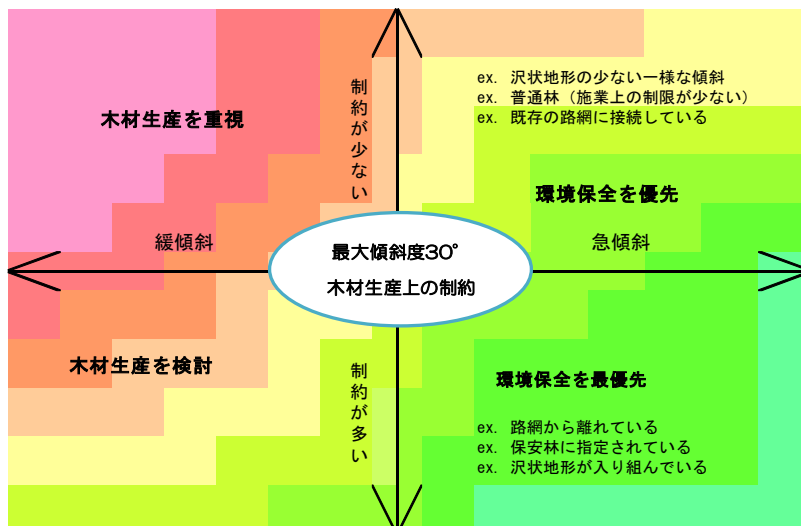 制約が少ない
ex. 沢状地形の少ない一様な傾斜
ex. 普通林（施業上の制限が少ない）
ex. 既存の路網に接続している
木材生産を重視
環境保全を優先
緩傾斜
急傾斜
最大傾斜度30°
木材生産上の制約
木材生産を検討
制約が多い
環境保全を最優先
ex. 路網から離れている
ex. 保安林に指定されている
ex. 沢状地形が入り組んでいる